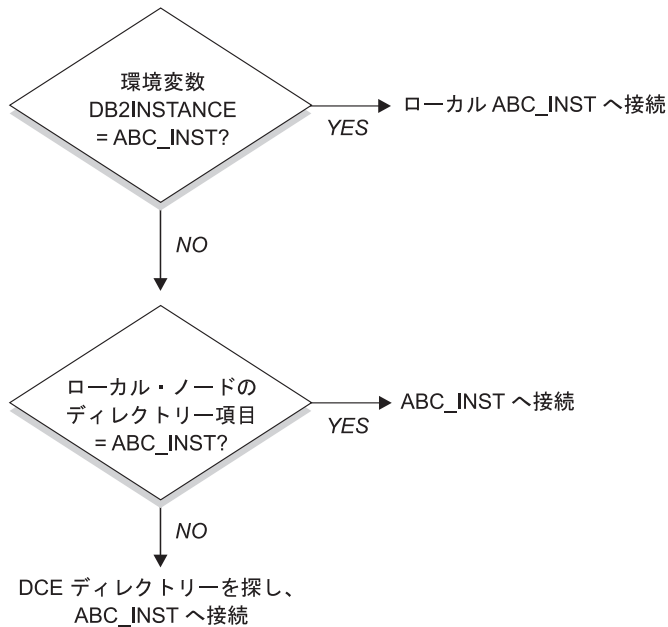 環境変数
DB2INSTANCE
= ABC_INST?
YES
ローカル ABC_INST へ接続
NO
ローカル・ノードの
ディレクトリー項目
= ABC_INST?
YES
ABC_INST へ接続
NO
DCE ディレクトリーを探し、
ABC_INST へ接続